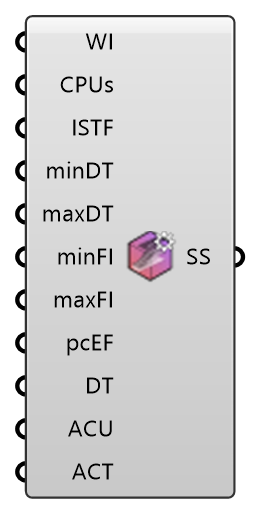 WI
CPUs
ISTF
minDT
maxDT
minFI
SS
maxFI
pcEF
DT
ACU
ACT